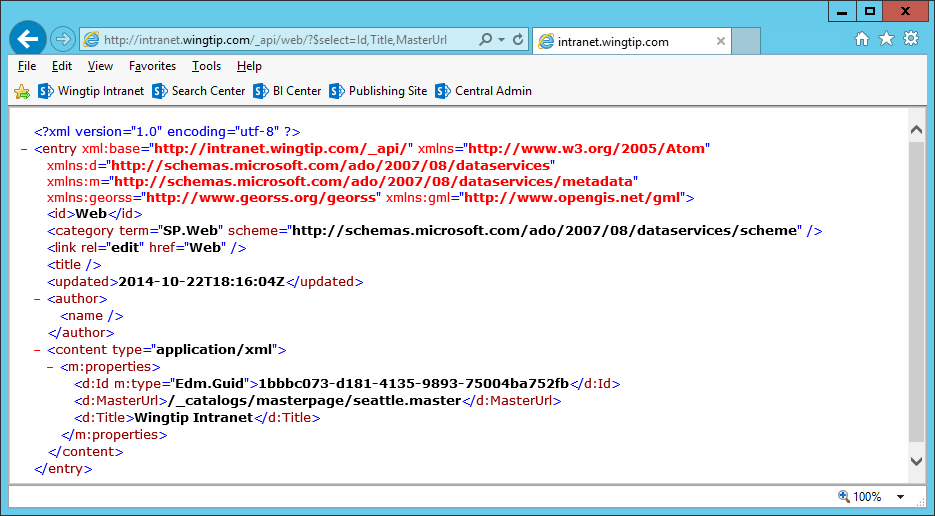 http://intranet.wingtip.com/_api/web/?$select=Id,Title,MasterUrl
intranet.wingtip.com
File Edit View Favorites Tools Help
Wingtip Intranet Search Center BI Center Publishing Site Central Admin
<?xml version="1.0" encoding="utf-8" ?>
- <entry xml:base="http://intranet.wingtip.com/_api/" xmlns="http://www.w3.org/2005/Atom"
xmlns:d="http://schemas.microsoft.com/ado/2007/08/dataservices"
xmlns:m="http://schemas.microsoft.com/ado/2007/08/dataservices/metadata"
xmlns:georss="http://www.georss.org/georss" xmlns:gml="http://www.opengis.net/gml">
<id>Web</id>
<category term="SP.Web" scheme="http://schemas.microsoft.com/ado/2007/08/dataservices/scheme" />
<link rel="edit" href="Web" />
<title />
<updated>2014-10-22T18:16:04Z</updated>
- <author>
<name />
</author>
- <content type="application/xml">
- <m:properties>
<d:Id m:type="Edm.Guid">1bbbc073-d181-4135-9893-75004ba752fb</d:Id>
<d:MasterUrl>/_catalogs/masterpage/seattle.master</d:MasterUrl>
<d:Title>Wingtip Intranet</d:Title>
</m:properties>
</content>
</entry>
100%